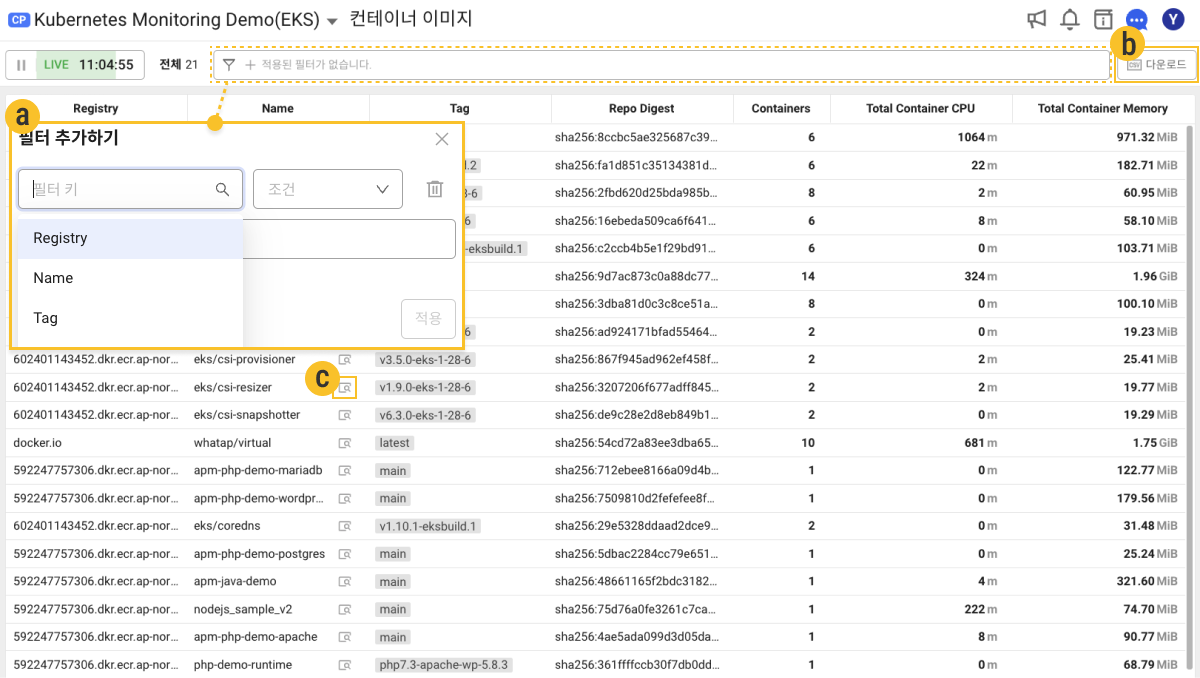 CP Kubernetes Monitoring Demo(EKS) 컨테이너 이미지
Y
LIVE 11:04:55 전체 21 적용된 필터가 없습니다. b CSV 다운로드
Registry Name Tag Repo Digest Containers Total Container CPU Total Container Memory
a
필터 추가하기
필터 키 조건
Registry
Name
Tag
적용
sha256:8ccbc5ae325687c39... 6 1064 m 971.32 MiB
.2 sha256:fa1d851c35134381d... 6 22 m 182.71 MiB
8-6 sha256:2fbd620d25bda985b... 8 2 m 60.95 MiB
6 sha256:16ebeda509ca6f641... 6 8 m 58.10 MiB
-eksbuild.1 sha256:c2ccb4b5e1f29bd91... 6 0 m 103.71 MiB
sha256:9d7ac873c0a88dc77... 14 324 m 1.96 GiB
sha256:3dba81d0c3c8ce51a... 8 0 m 100.10 MiB
6 sha256:ad924171bfad55464... 2 0 m 19.23 MiB
602401143452.dkr.ecr.ap-nor... eks/csi-provisioner v3.5.0-eks-1-28-6 sha256:867f945ad962ef458f... 2 2 m 25.41 MiB
c
602401143452.dkr.ecr.ap-nor... eks/csi-resizer v1.9.0-eks-1-28-6 sha256:3207206f677adff845... 2 2 m 19.77 MiB
602401143452.dkr.ecr.ap-nor... eks/csi-snapshotter v6.3.0-eks-1-28-6 sha256:de9c28e2d8eb849b1... 2 0 m 19.29 MiB
docker.io whatap/virtual latest sha256:54cd72a83ee3dba65... 10 681 m 1.75 GiB
592247757306.dkr.ecr.ap-nor... apm-php-demo-mariadb main sha256:712ebee8166a09d4b... 1 0 m 122.77 MiB
592247757306.dkr.ecr.ap-nor... apm-php-demo-wordpr... main sha256:7509810d2fefefee8f... 1 0 m 179.56 MiB
602401143452.dkr.ecr.ap-nor... eks/coredns v1.10.1-eksbuild.1 sha256:29e5328ddaad2dce9... 2 0 m 31.48 MiB
592247757306.dkr.ecr.ap-nor... apm-php-demo-postgres main sha256:5dbac2284cc79e651... 1 0 m 25.24 MiB
592247757306.dkr.ecr.ap-nor... apm-java-demo main sha256:48661165f2bdc3182... 1 4 m 321.60 MiB
592247757306.dkr.ecr.ap-nor... nodejs_sample_v2 main sha256:75d76a0fe3261c7ca... 1 222 m 74.70 MiB
592247757306.dkr.ecr.ap-nor... apm-php-demo-apache main sha256:4ae5ada099d3d05da... 1 8 m 90.77 MiB
592247757306.dkr.ecr.ap-nor... php-demo-runtime php7.3-apache-wp-5.8.3 sha256:361ffffccb30f7db0dd... 1 0 m 68.79 MiB